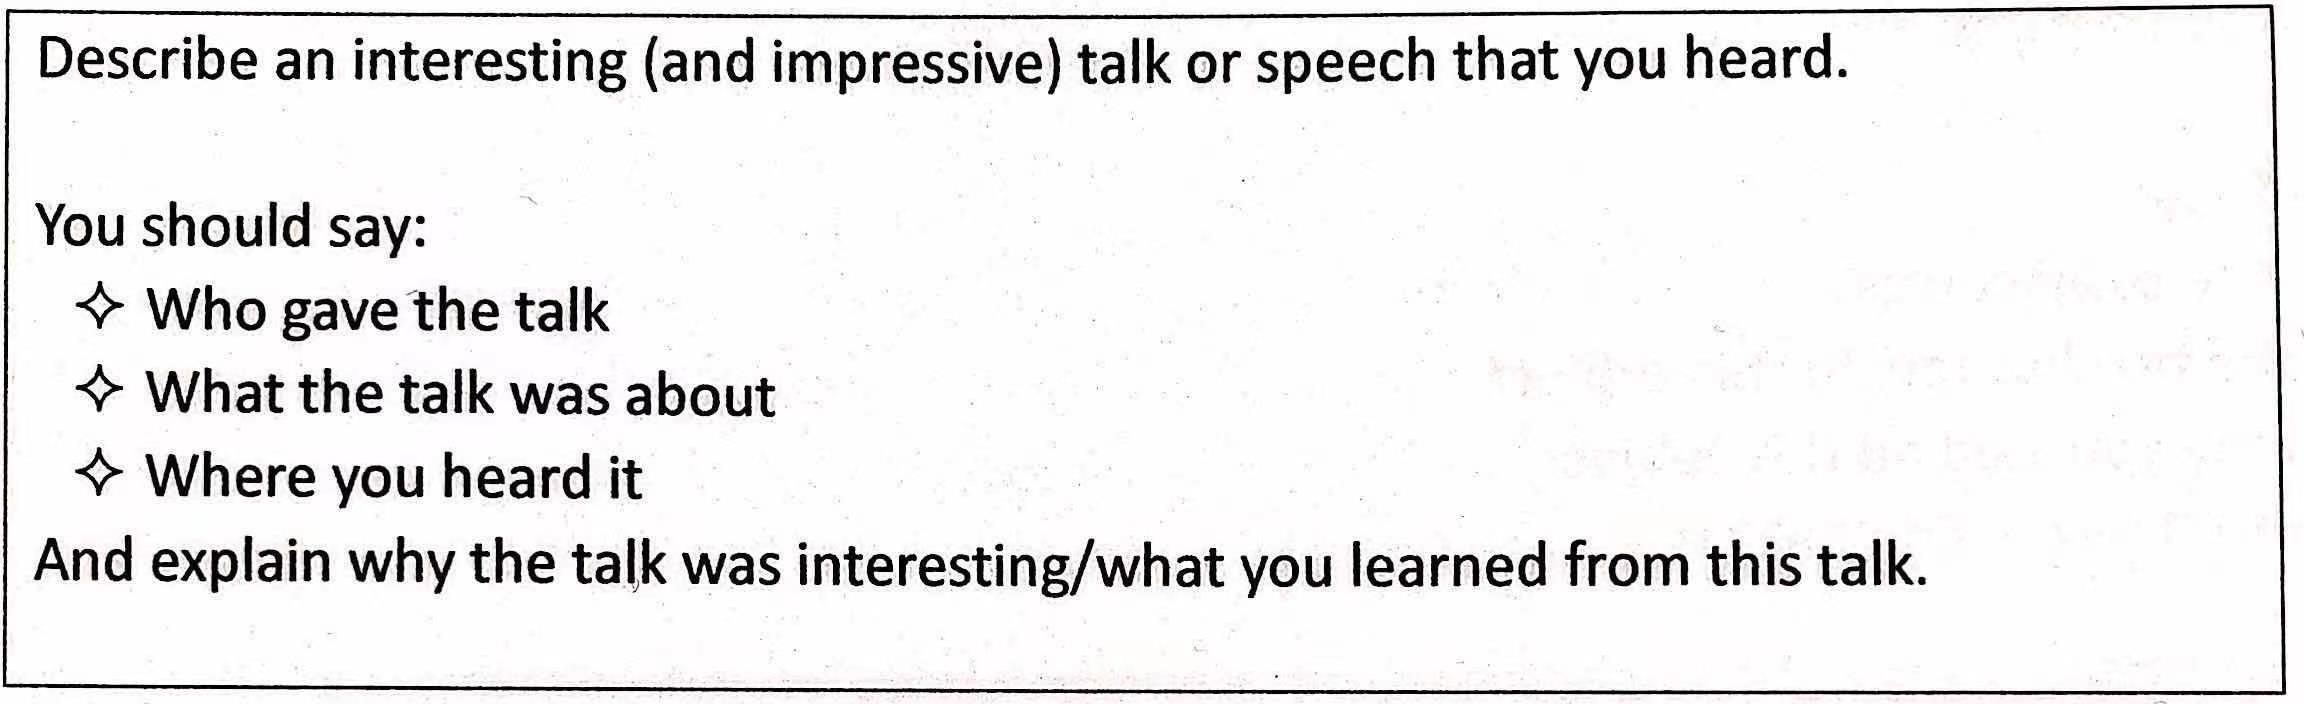 Describe an interesting (and impressive) talk or speech that you heard.
You should say:
✧ Who gave the talk
✧ What the talk was about
✧ Where you heard it
And explain why the talk was interesting/what you learned from this talk.